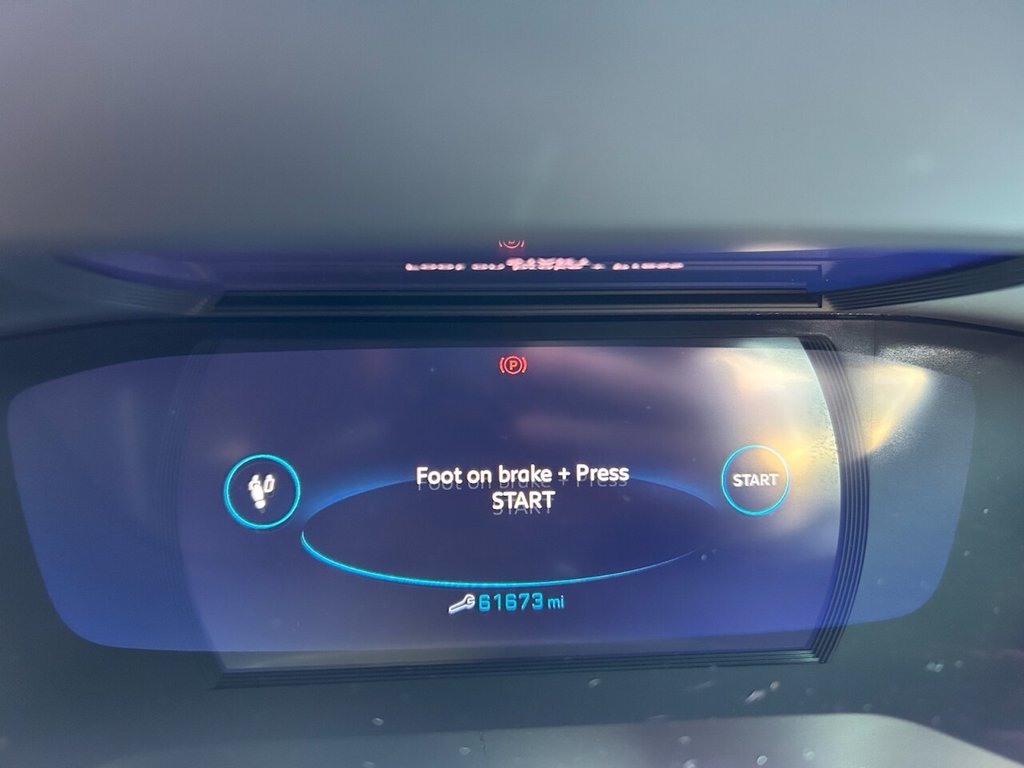 P
Foot on brake + Press
START
START
61673 mi